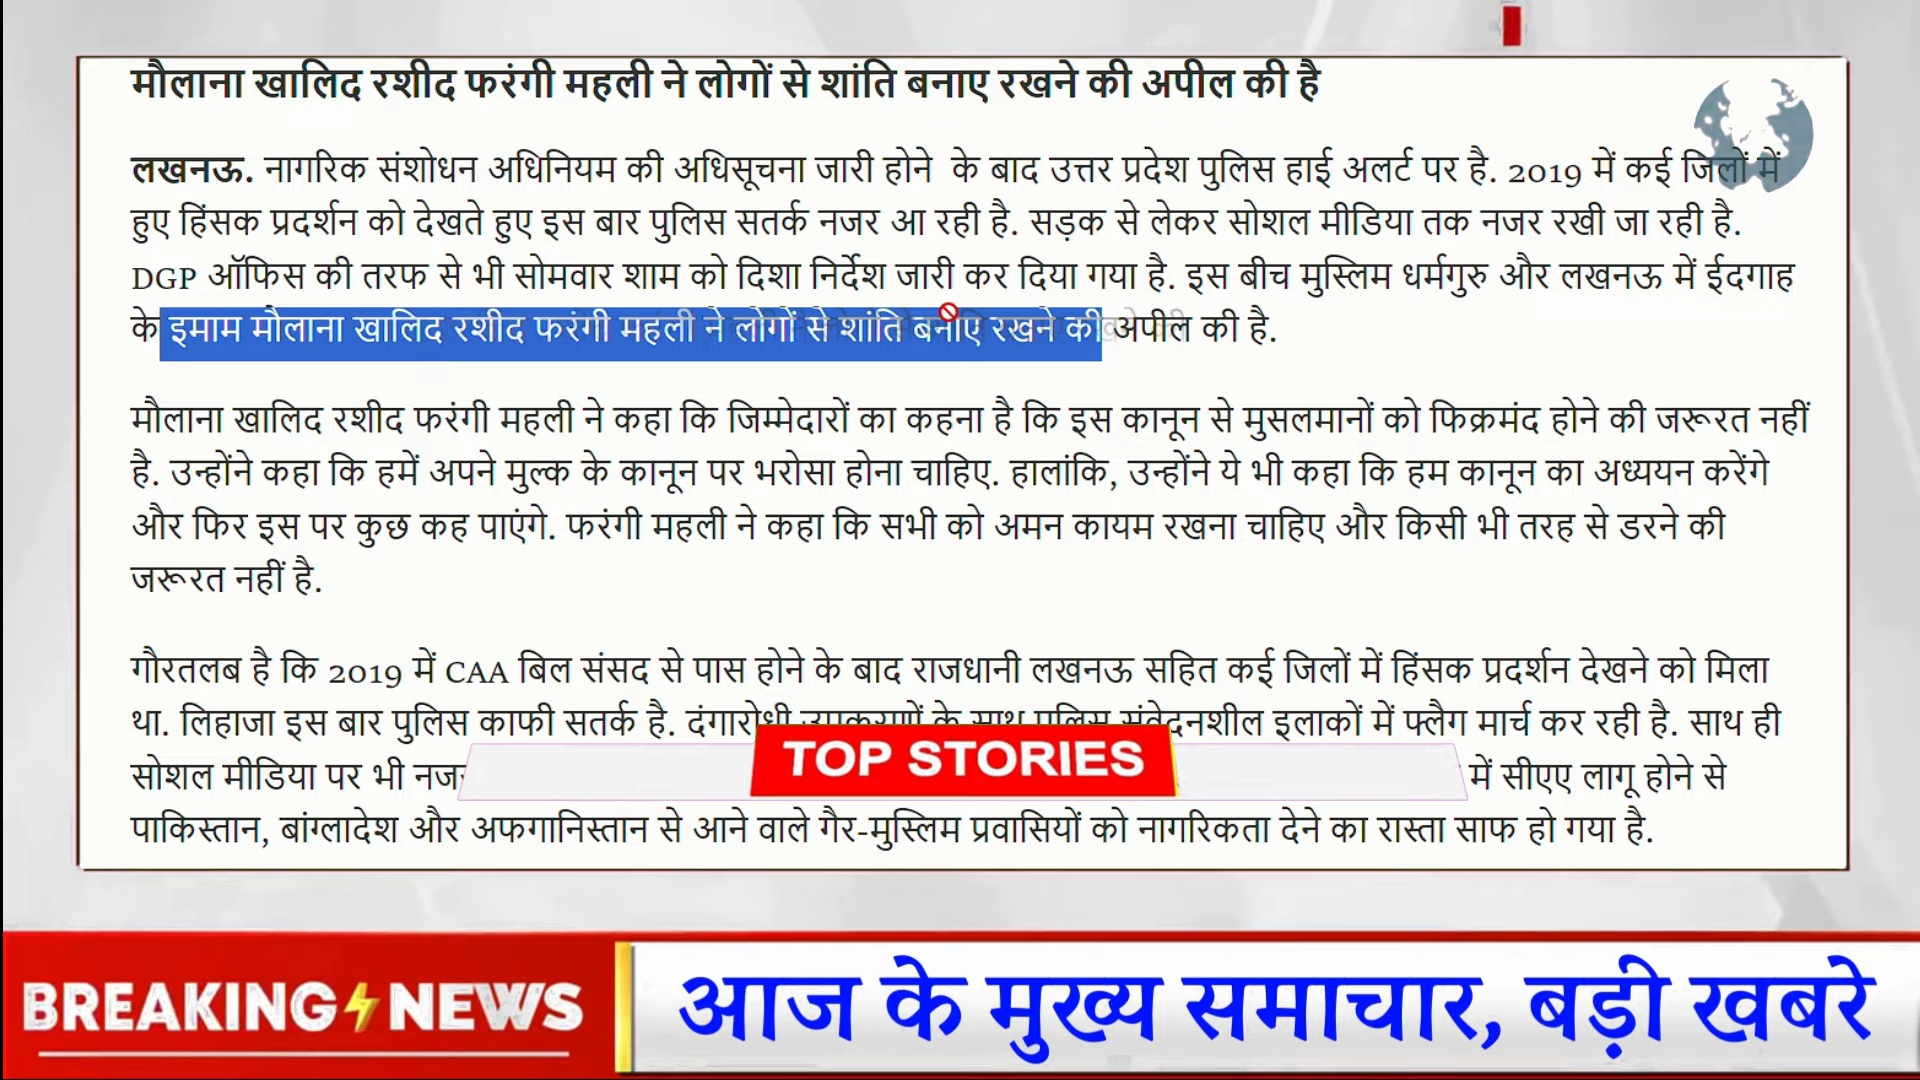 मौलाना खालिद रशीद फरंगी महली ने लोगों से शांति बनाए रखने की अपील की है
लखनऊ. नागरिक संशोधन अधिनियम की अधिसूचना जारी होने के बाद उत्तर प्रदेश पुलिस हाई अलर्ट पर है. 2019 में कई जिलों में
हुए हिंसक प्रदर्शन को देखते हुए इस बार पुलिस सतर्क नजर आ रही है. सड़क से लेकर सोशल मीडिया तक नजर रखी जा रही है.
DGP ऑफिस की तरफ से भी सोमवार शाम को दिशा निर्देश जारी कर दिया गया है. इस बीच मुस्लिम धर्मगुरु और लखनऊ में ईदगाह
के इमाम मौलाना खालिद रशीद फरंगी महली ने लोगों से शांति बनाए रखने की अपील की है.
मौलाना खालिद रशीद फरंगी महली ने कहा कि जिम्मेदारों का कहना है कि इस कानून से मुसलमानों को फिक्रमंद होने की जरूरत नहीं
है. उन्होंने कहा कि हमें अपने मुल्क के कानून पर भरोसा होना चाहिए. हालांकि, उन्होंने ये भी कहा कि हम कानून का अध्ययन करेंगे
और फिर इस पर कुछ कह पाएंगे. फरंगी महली ने कहा कि सभी को अमन कायम रखना चाहिए और किसी भी तरह से डरने की
जरूरत नहीं है.
गौरतलब है कि 2019 में CAA बिल संसद से पास होने के बाद राजधानी लखनऊ सहित कई जिलों में हिंसक प्रदर्शन देखने को मिला
था. लिहाजा इस बार पुलिस काफी सतर्क है. दंगारोधी उपकरणों के साथ पुलिस संवेदनशील इलाकों में फ्लैग मार्च कर रही है. साथ ही
सोशल मीडिया पर भी में सीएए लागू होने से
TOP STORIES
पाकिस्तान, बांग्लादेश और अफगानिस्तान से आने वाले गैर-मुस्लिम प्रवासियों को नागरिकता देने का रास्ता साफ हो गया है.
BREAKING NEWS
आज के मुख्य समाचार, बड़ी खबरे